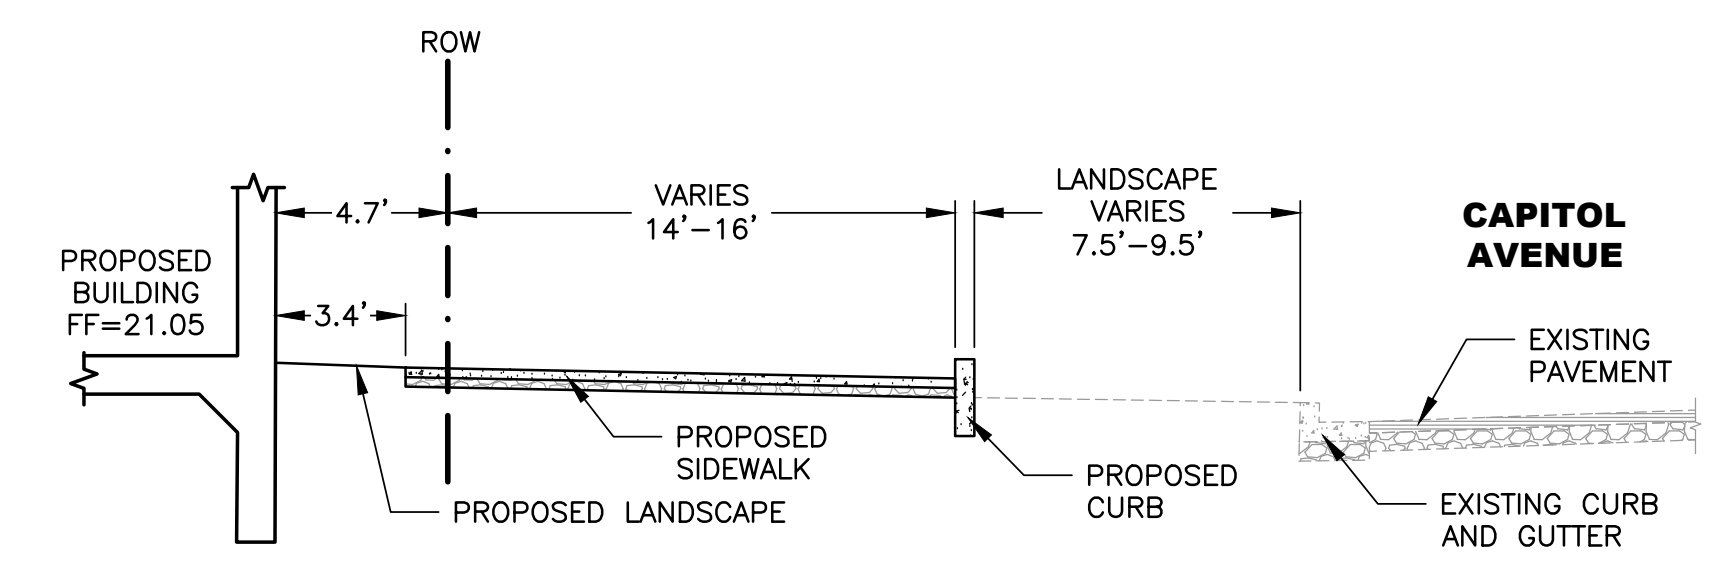 ROW
4.7'
VARIES
14'-16'
LANDSCAPE
VARIES
7.5'-9.5'
CAPITOL
AVENUE
PROPOSED
BUILDING
FF=21.05
3.4'
EXISTING
PAVEMENT
PROPOSED
SIDEWALK
PROPOSED LANDSCAPE
PROPOSED
CURB
EXISTING CURB
AND GUTTER